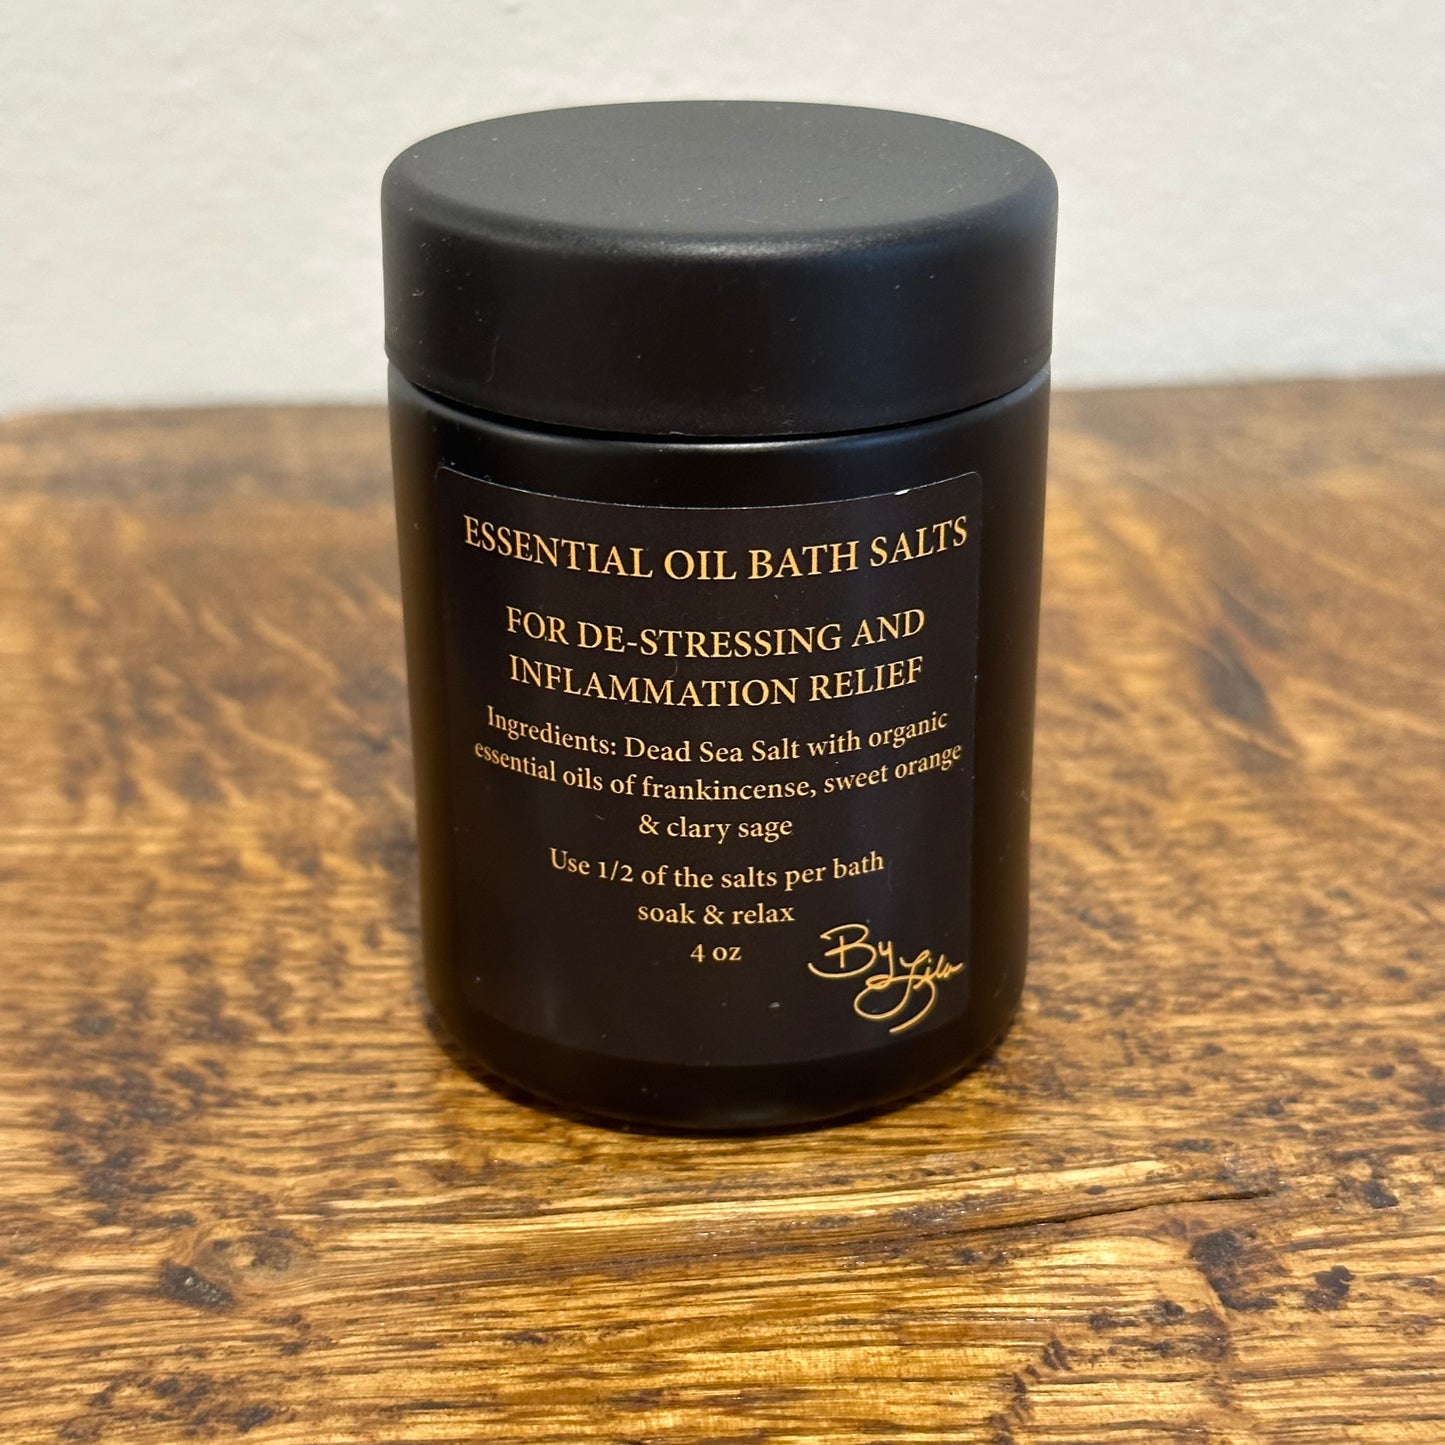 ESSENTIAL OIL BATH SALTS
FOR DE-STRESSING AND
INFLAMMATION RELIEF
Ingredients: Dead Sea Salt with organic
essential oils of frankincense, sweet orange
& clary sage
Use 1/2 of the salts per bath
soak & relax
4 oz
By